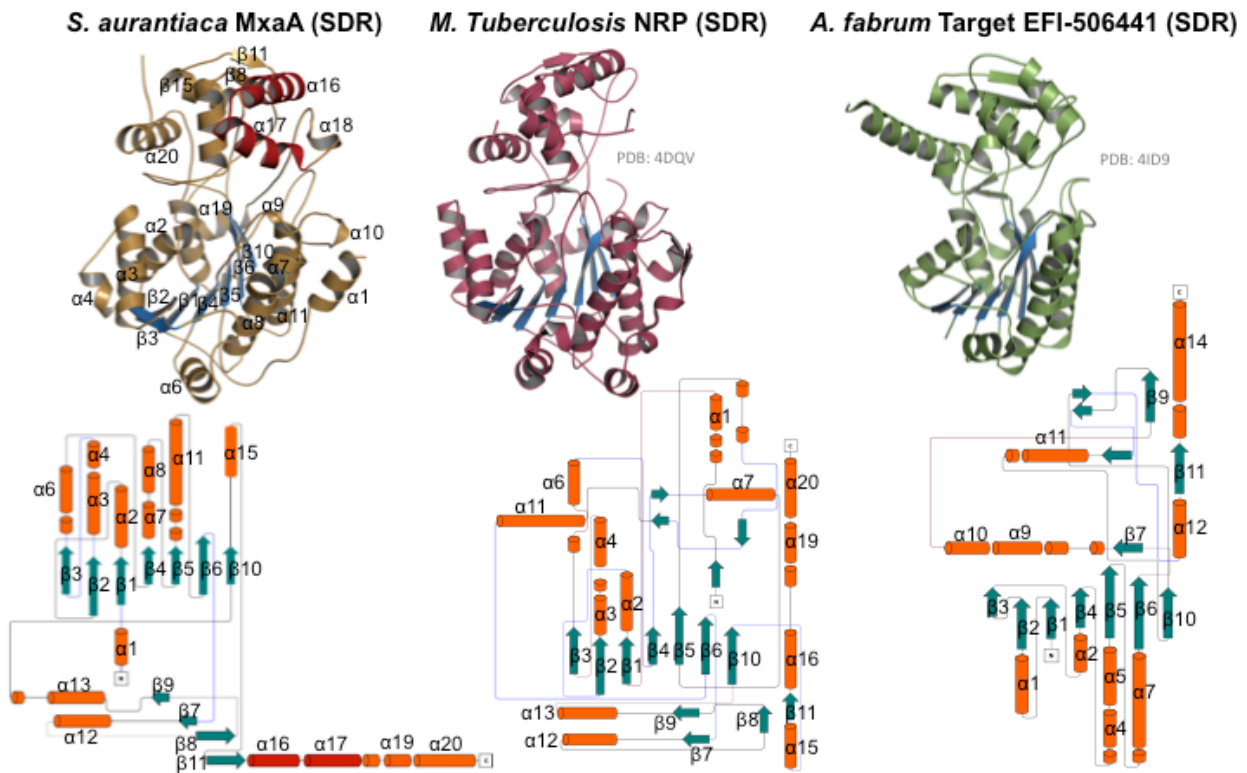 S. aurantiaca MxaA (SDR)
M. Tuberculosis NRP (SDR)
A. fabrum Target EFI-506441 (SDR)
β11
β8
β15
α16
α17
α18
α20
α19
α9
α2
α10
β10
β6
α7
α3
α4
β2
β1
β4
β5
α1
α11
α8
β3
α6
PDB: 4DQV
PDB: 4ID9
α4
α11
α8
α15
α6
α3
α2
α7
β3
β2
β1
β4
β5
β6
β10
α1
N
α13
β9
α12
β7
β8
β11
α16
α17
α19
α20
C
α1
C
α6
α7
α20
α11
α4
α19
N
α3
α2
β3
β2
β1
β4
β5
β6
β10
α16
α13
β9
β8
β11
α12
β7
α15
C
α14
β9
α11
β11
α12
α10
α9
β7
β3
β2
β1
β4
β5
β6
β10
N
α1
α2
α5
α7
α4